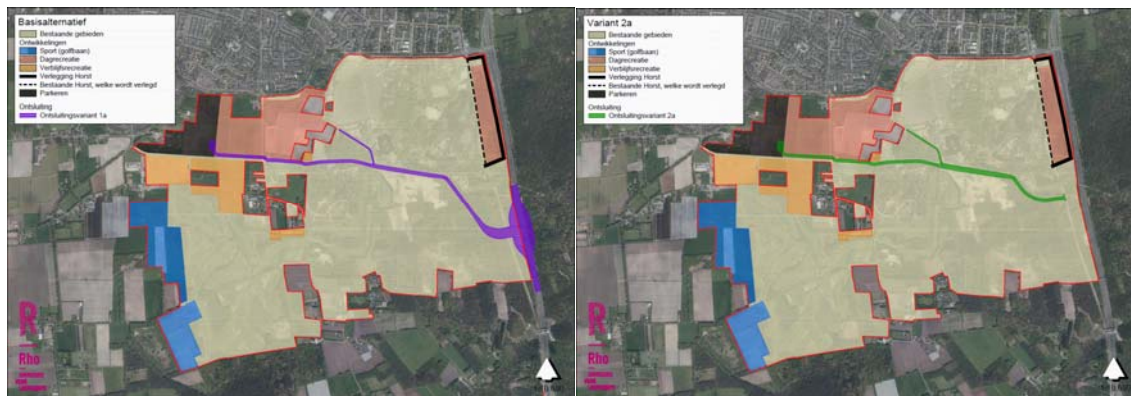 Basisalternatief
Bestaande gebieden
Ontwikkelingen
Sport (golfbaan)
Dagrecreatie
Verblijfsrecreatie
Verlegging Horst
Bestaande Horst, welke wordt verlegd
Parkeren
Ontsluiting
Ontsluitingsvariant 1a
R
Rho
Variant 2a
Bestaande gebieden
Ontwikkelingen
Sport (golfbaan)
Dagrecreatie
Verblijfsrecreatie
Verlegging Horst
Bestaande Horst, welke wordt verlegd
Parkeren
Ontsluiting
Ontsluitingsvariant 2a
R
Rho